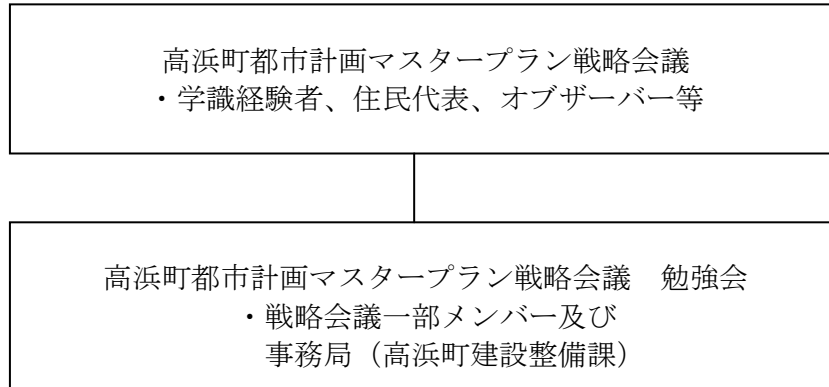 高浜町都市計画マスタープラン戦略会議
・学識経験者、住民代表、オブザーバー等
高浜町都市計画マスタープラン戦略会議　勉強会
・戦略会議一部メンバー及び
事務局（高浜町建設整備課）